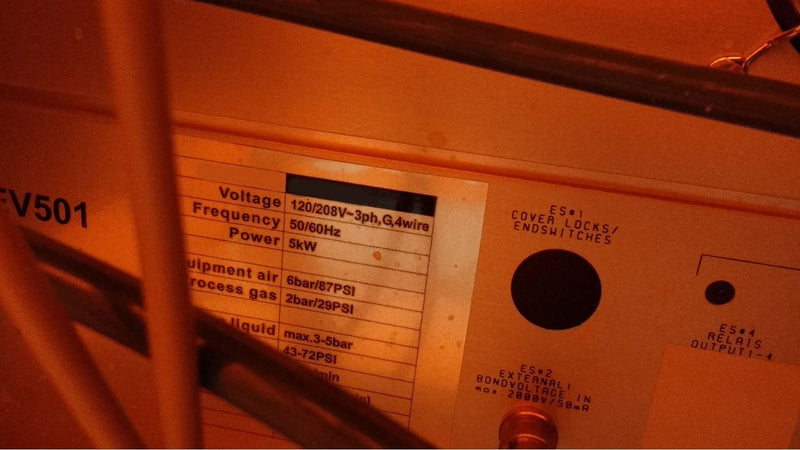 FV501
Voltage 120/208V~3ph,G,4wire
Frequency 50/60Hz
Power 5kW
uipment air 6bar/87PSI
rocess gas 2bar/29PSI
liquid max.3-5bar
43-72PSI
ES#1
COVER LOCKS/
ENDSWITCHES
ES#2
EXTERNAL:
BONDVOLTAGE IN
max.2000V/50mA
ES#4
RELAIS
OUTPUT1-4